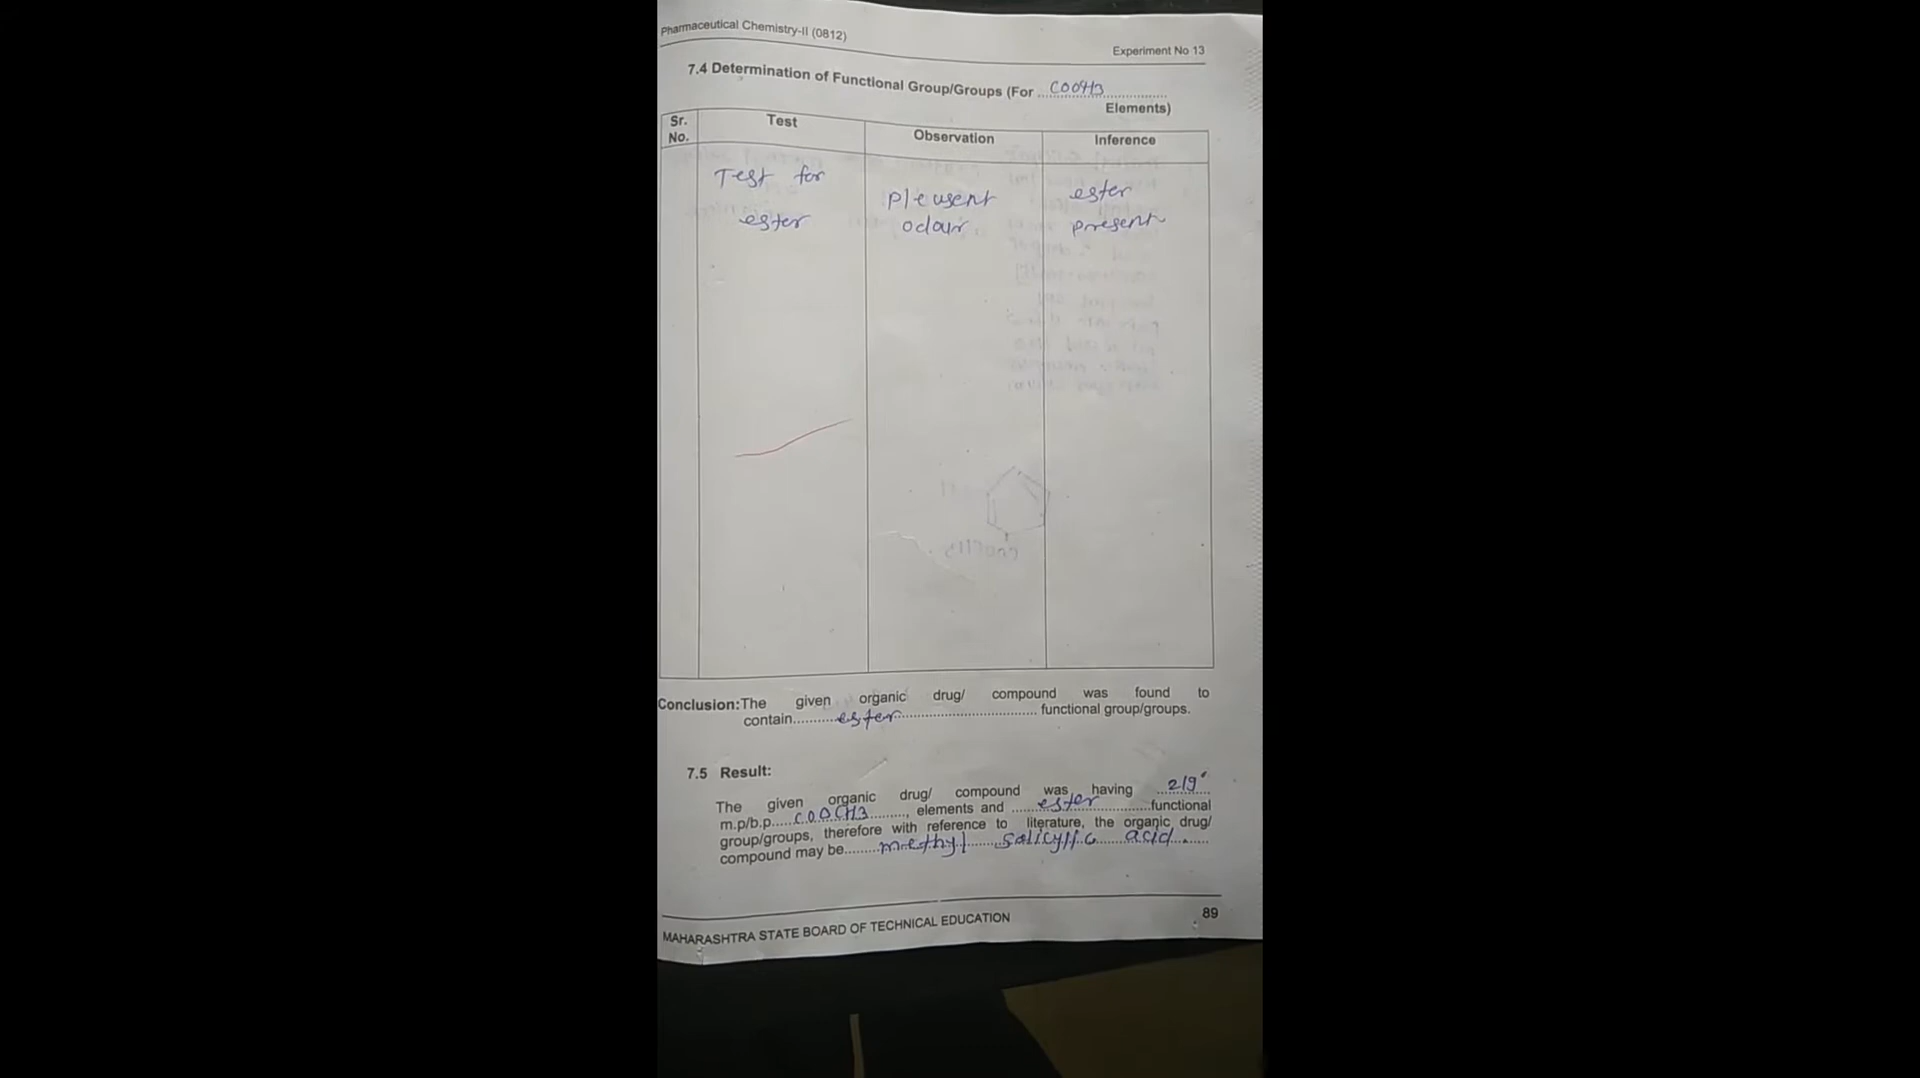 Pharmaceutical Chemistry-II (0812)
Experiment No 13
7.4 Determination of Functional Group/Groups (For ...COOH3...
Elements)
Sr. No. Test Observation Inference
Test for ester
pleusent odour
ester present
Conclusion:The given organic drug/ compound was found to
contain.........ester............ functional group/groups.
7.5 Result:
The given organic drug/ compound was having ...219°...
m.p/b.p.....COOCH3........, elements and ......ester......functional
group/groups, therefore with reference to literature, the organic drug/
compound may be........methyl......salicylic......acid......
MAHARASHTRA STATE BOARD OF TECHNICAL EDUCATION
89